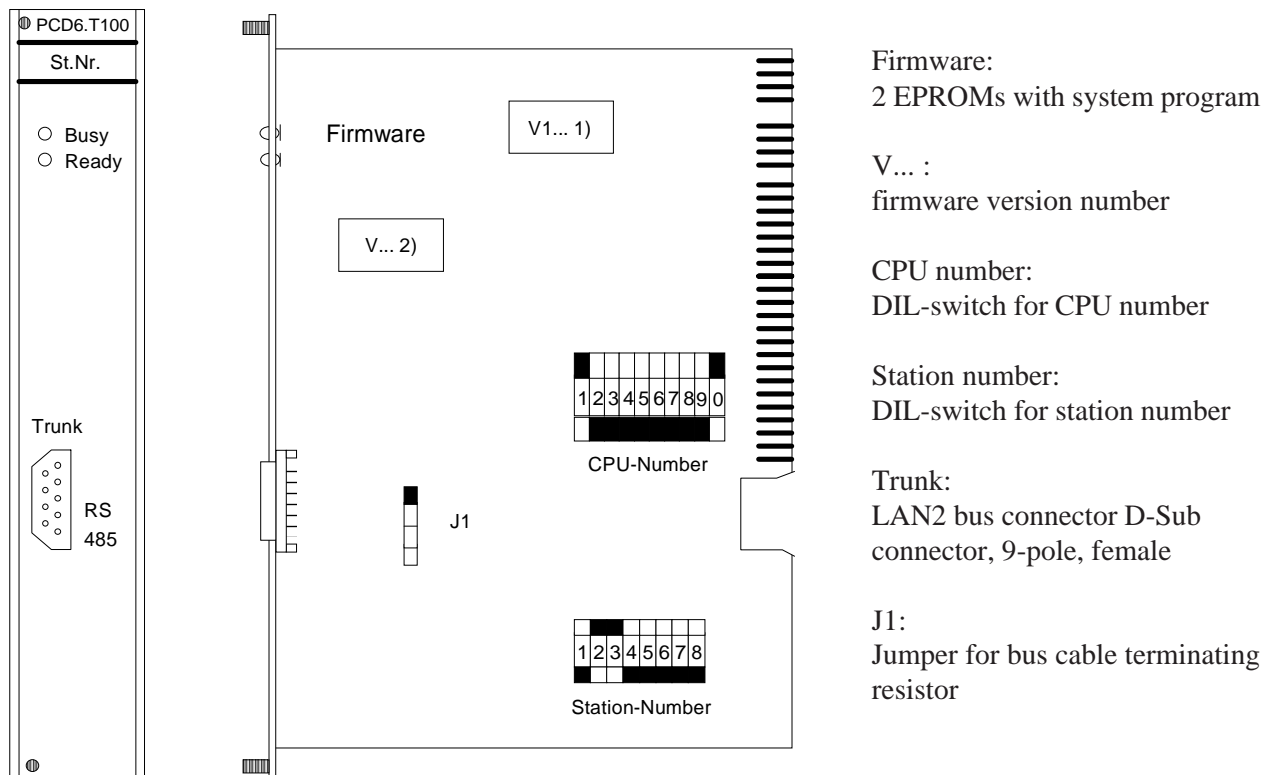 PCD6.T100
St.Nr.
Busy
Ready
Trunk
RS
485
Firmware
V1... 1)
V... 2)
1 2 3 4 5 6 7 8 9 0
CPU-Number
J1
1 2 3 4 5 6 7 8
Station-Number
Firmware:
2 EPROMs with system program
V... :
firmware version number
CPU number:
DIL-switch for CPU number
Station number:
DIL-switch for station number
Trunk:
LAN2 bus connector D-Sub
connector, 9-pole, female
J1:
Jumper for bus cable terminating
resistor